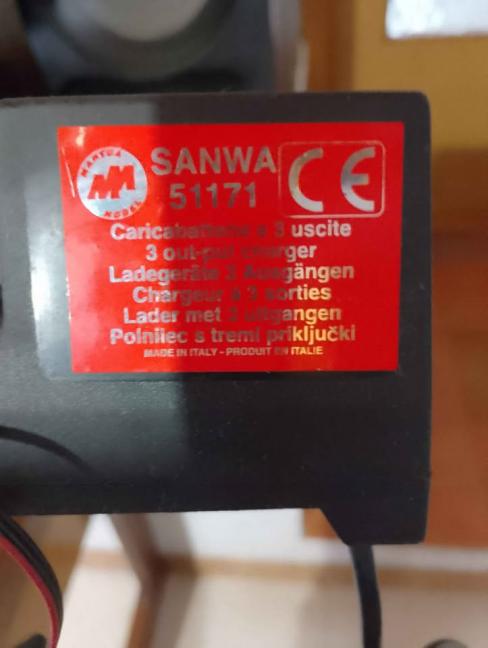 MANTUA
MODEL
SANWA
51171
CE
Caricabatterie a 3 uscite
3 out-put charger
Ladegeräte 3 Ausgängen
Chargeur a 3 sorties
Lader met 3 uitgangen
Polnilec s tremi priključki
MADE IN ITALY - PRODUIT EN ITALIE